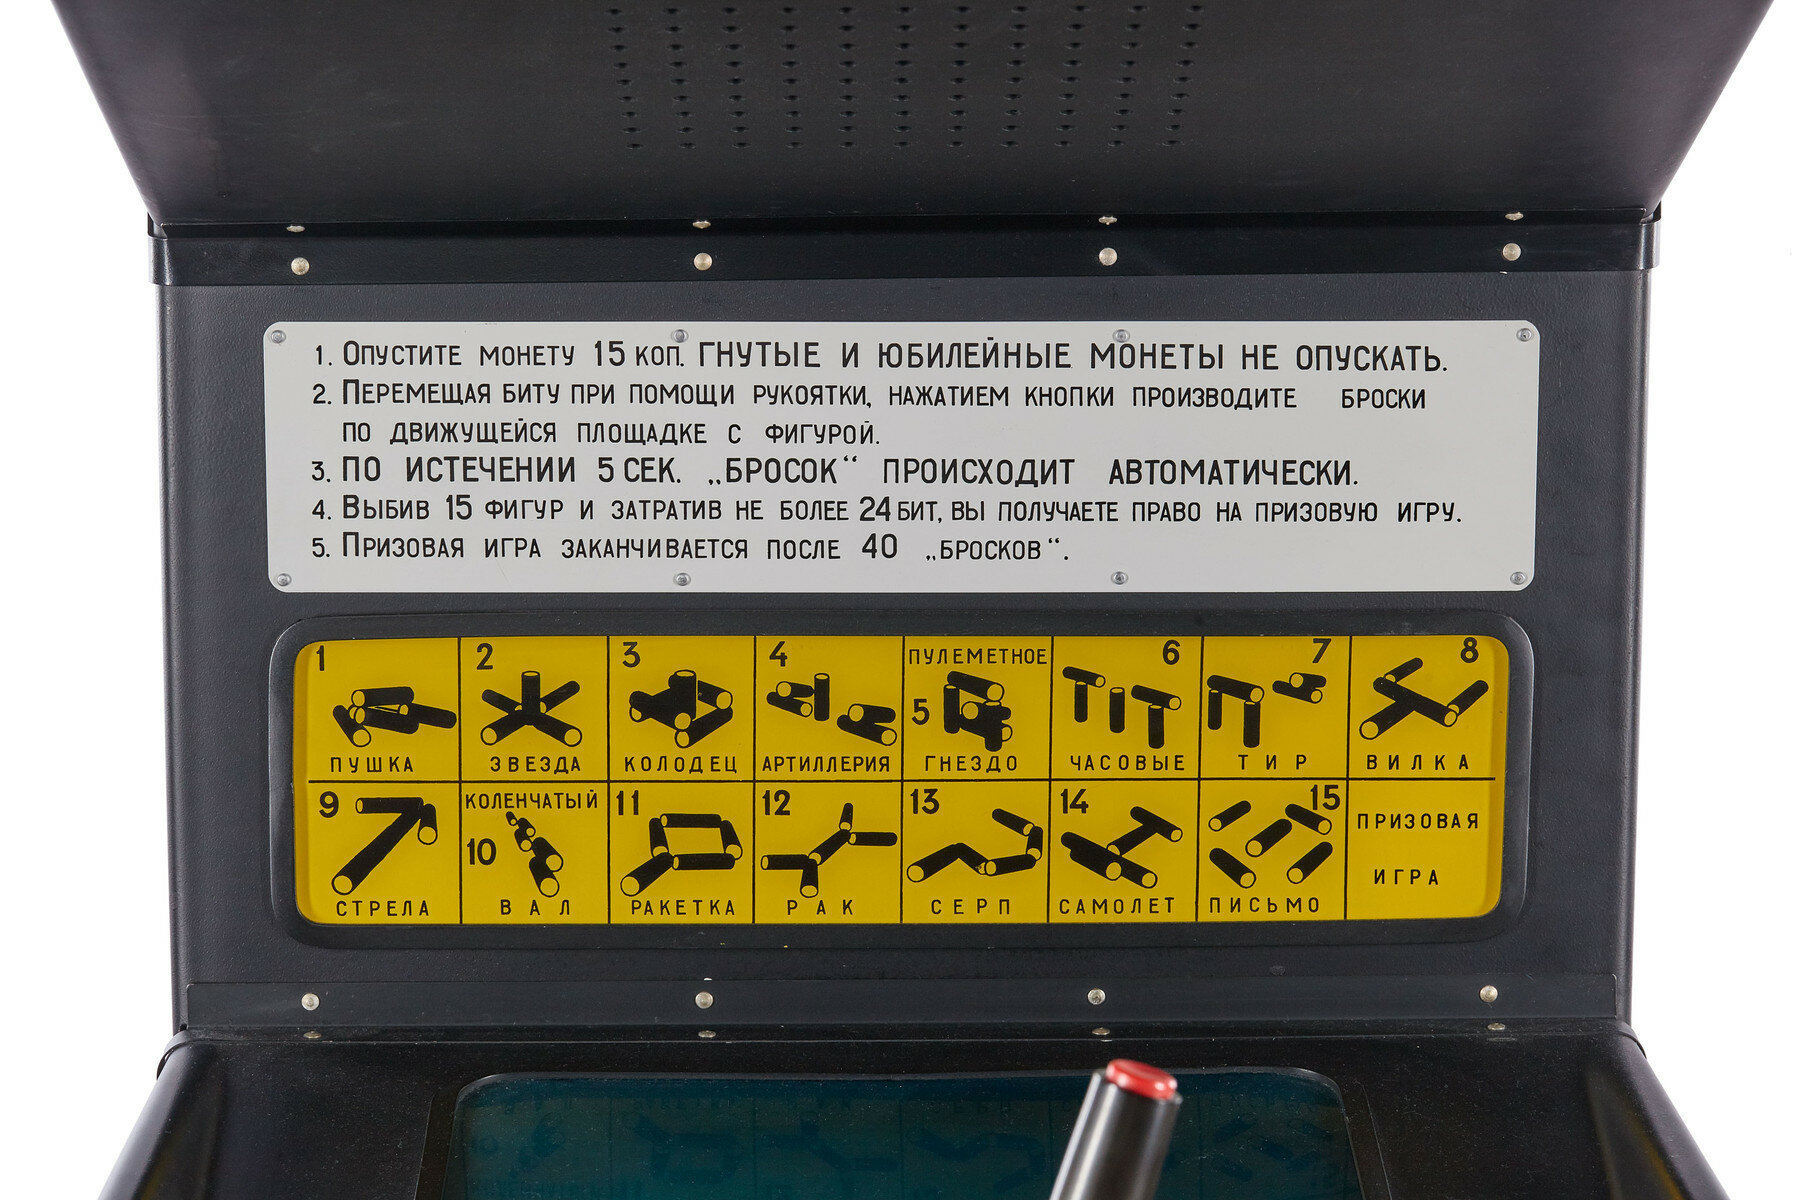 1. Опустите монету 15 коп. ГНУТЫЕ И ЮБИЛЕЙНЫЕ МОНЕТЫ НЕ ОПУСКАТЬ.
2. Перемещая биту при помощи рукоятки, нажатием кнопки производите броски
по движущейся площадке с фигурой.
3. ПО ИСТЕЧЕНИИ 5 СЕК. „БРОСОК“ ПРОИСХОДИТ АВТОМАТИЧЕСКИ.
4. Выбив 15 фигур и затратив не более 24 бит, вы получаете право на призовую игру.
5. Призовая игра заканчивается после 40 „бросков“.
1
ПУШКА
2
ЗВЕЗДА
3
КОЛОДЕЦ
4
АРТИЛЛЕРИЯ
ПУЛЕМЕТНОЕ
5
ГНЕЗДО
6
ЧАСОВЫЕ
7
ТИР
8
ВИЛКА
9
СТРЕЛА
КОЛЕНЧАТЫЙ
10
ВАЛ
11
РАКЕТКА
12
РАК
13
СЕРП
14
САМОЛЕТ
15
ПИСЬМО
ПРИЗОВАЯ
ИГРА